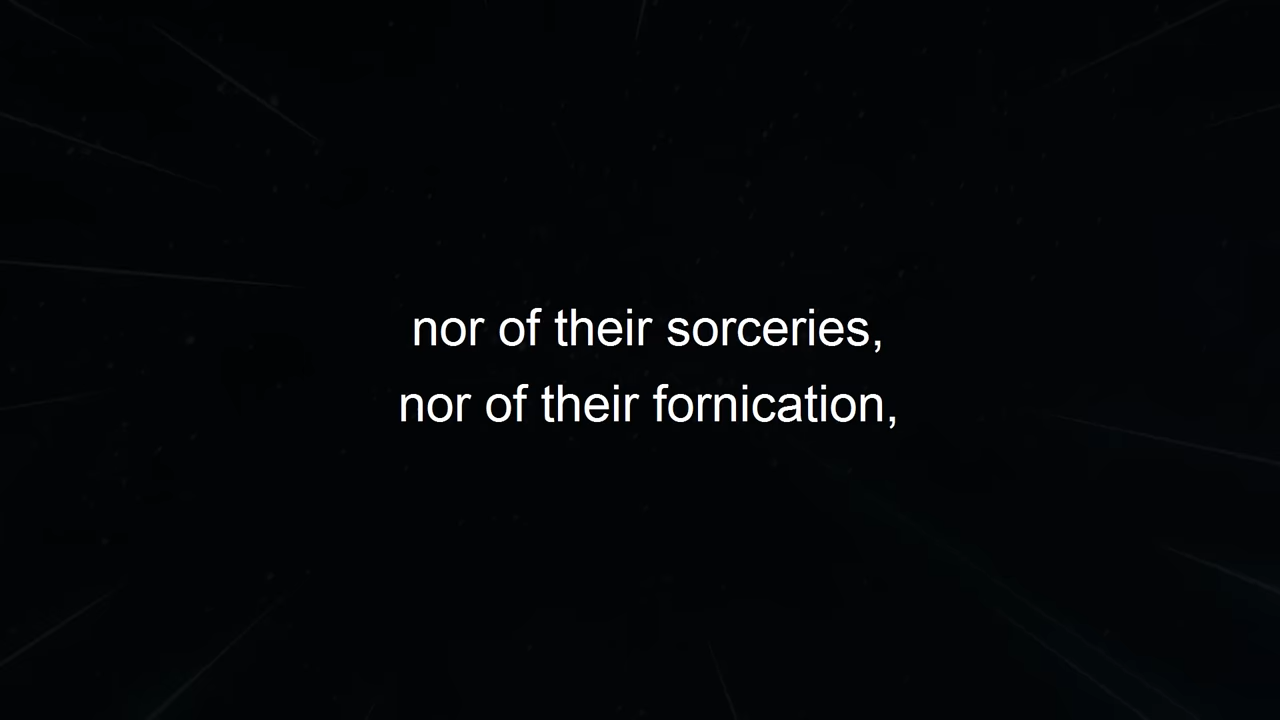 nor of their sorceries,
nor of their fornication,